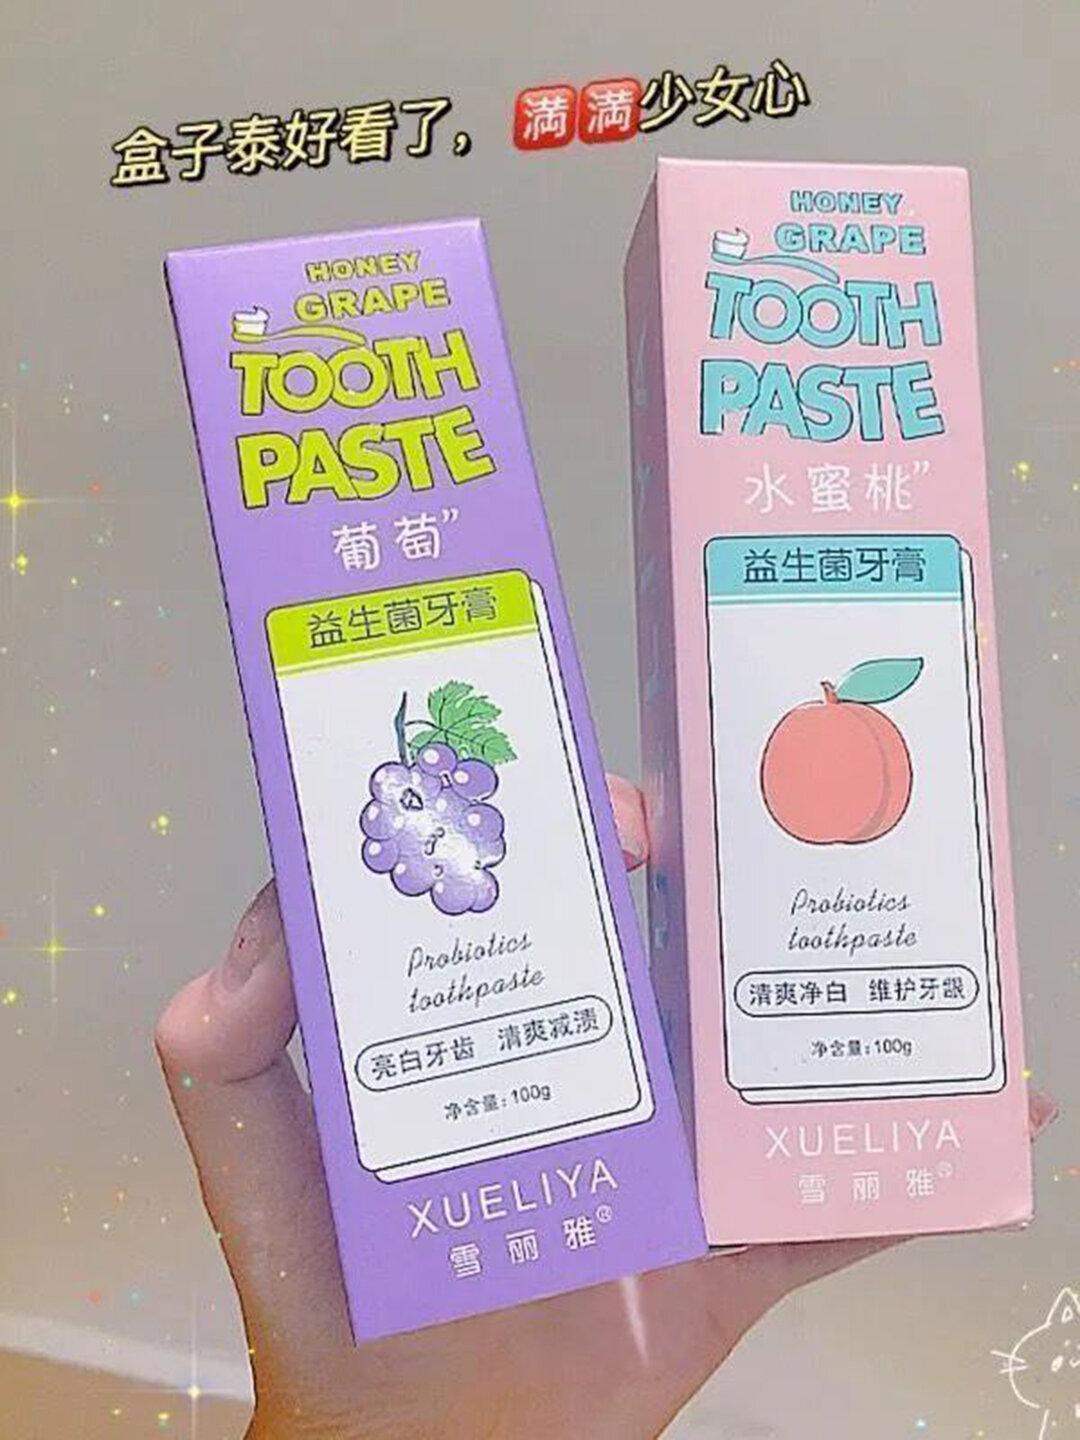 盒子泰好看了，满满少女心
HONEY
GRAPE
TOOTH
PASTE
葡萄”
益生菌牙膏
Probiotics
toothpaste
亮白牙齿 清爽减渍
净含量：100g
XUELIYA
雪丽雅®
HONEY
GRAPE
TOOTH
PASTE
水蜜桃”
益生菌牙膏
Probiotics
toothpaste
清爽净白 维护牙龈
净含量：100g
XUELIYA
雪丽雅®